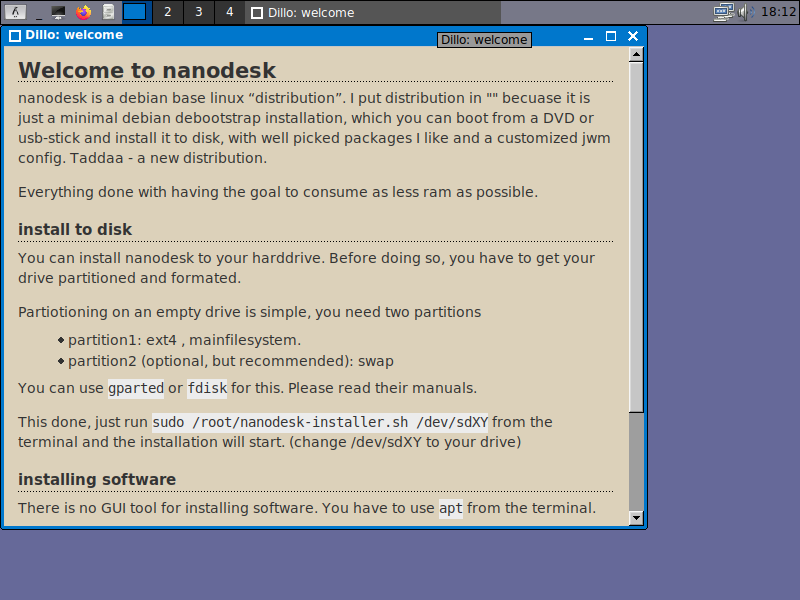 2 3 4 Dillo: welcome 18:12
Dillo: welcome
Dillo: welcome
Welcome to nanodesk
nanodesk is a debian base linux “distribution”. I put distribution in "" becuase it is
just a minimal debian debootstrap installation, which you can boot from a DVD or
usb-stick and install it to disk, with well picked packages I like and a customized jwm
config. Taddaa - a new distribution.
Everything done with having the goal to consume as less ram as possible.
install to disk
You can install nanodesk to your harddrive. Before doing so, you have to get your
drive partitioned and formated.
Partiotioning on an empty drive is simple, you need two partitions
partition1: ext4 , mainfilesystem.
partition2 (optional, but recommended): swap
You can use gparted or fdisk for this. Please read their manuals.
This done, just run sudo /root/nanodesk-installer.sh /dev/sdXY from the
terminal and the installation will start. (change /dev/sdXY to your drive)
installing software
There is no GUI tool for installing software. You have to use apt from the terminal.